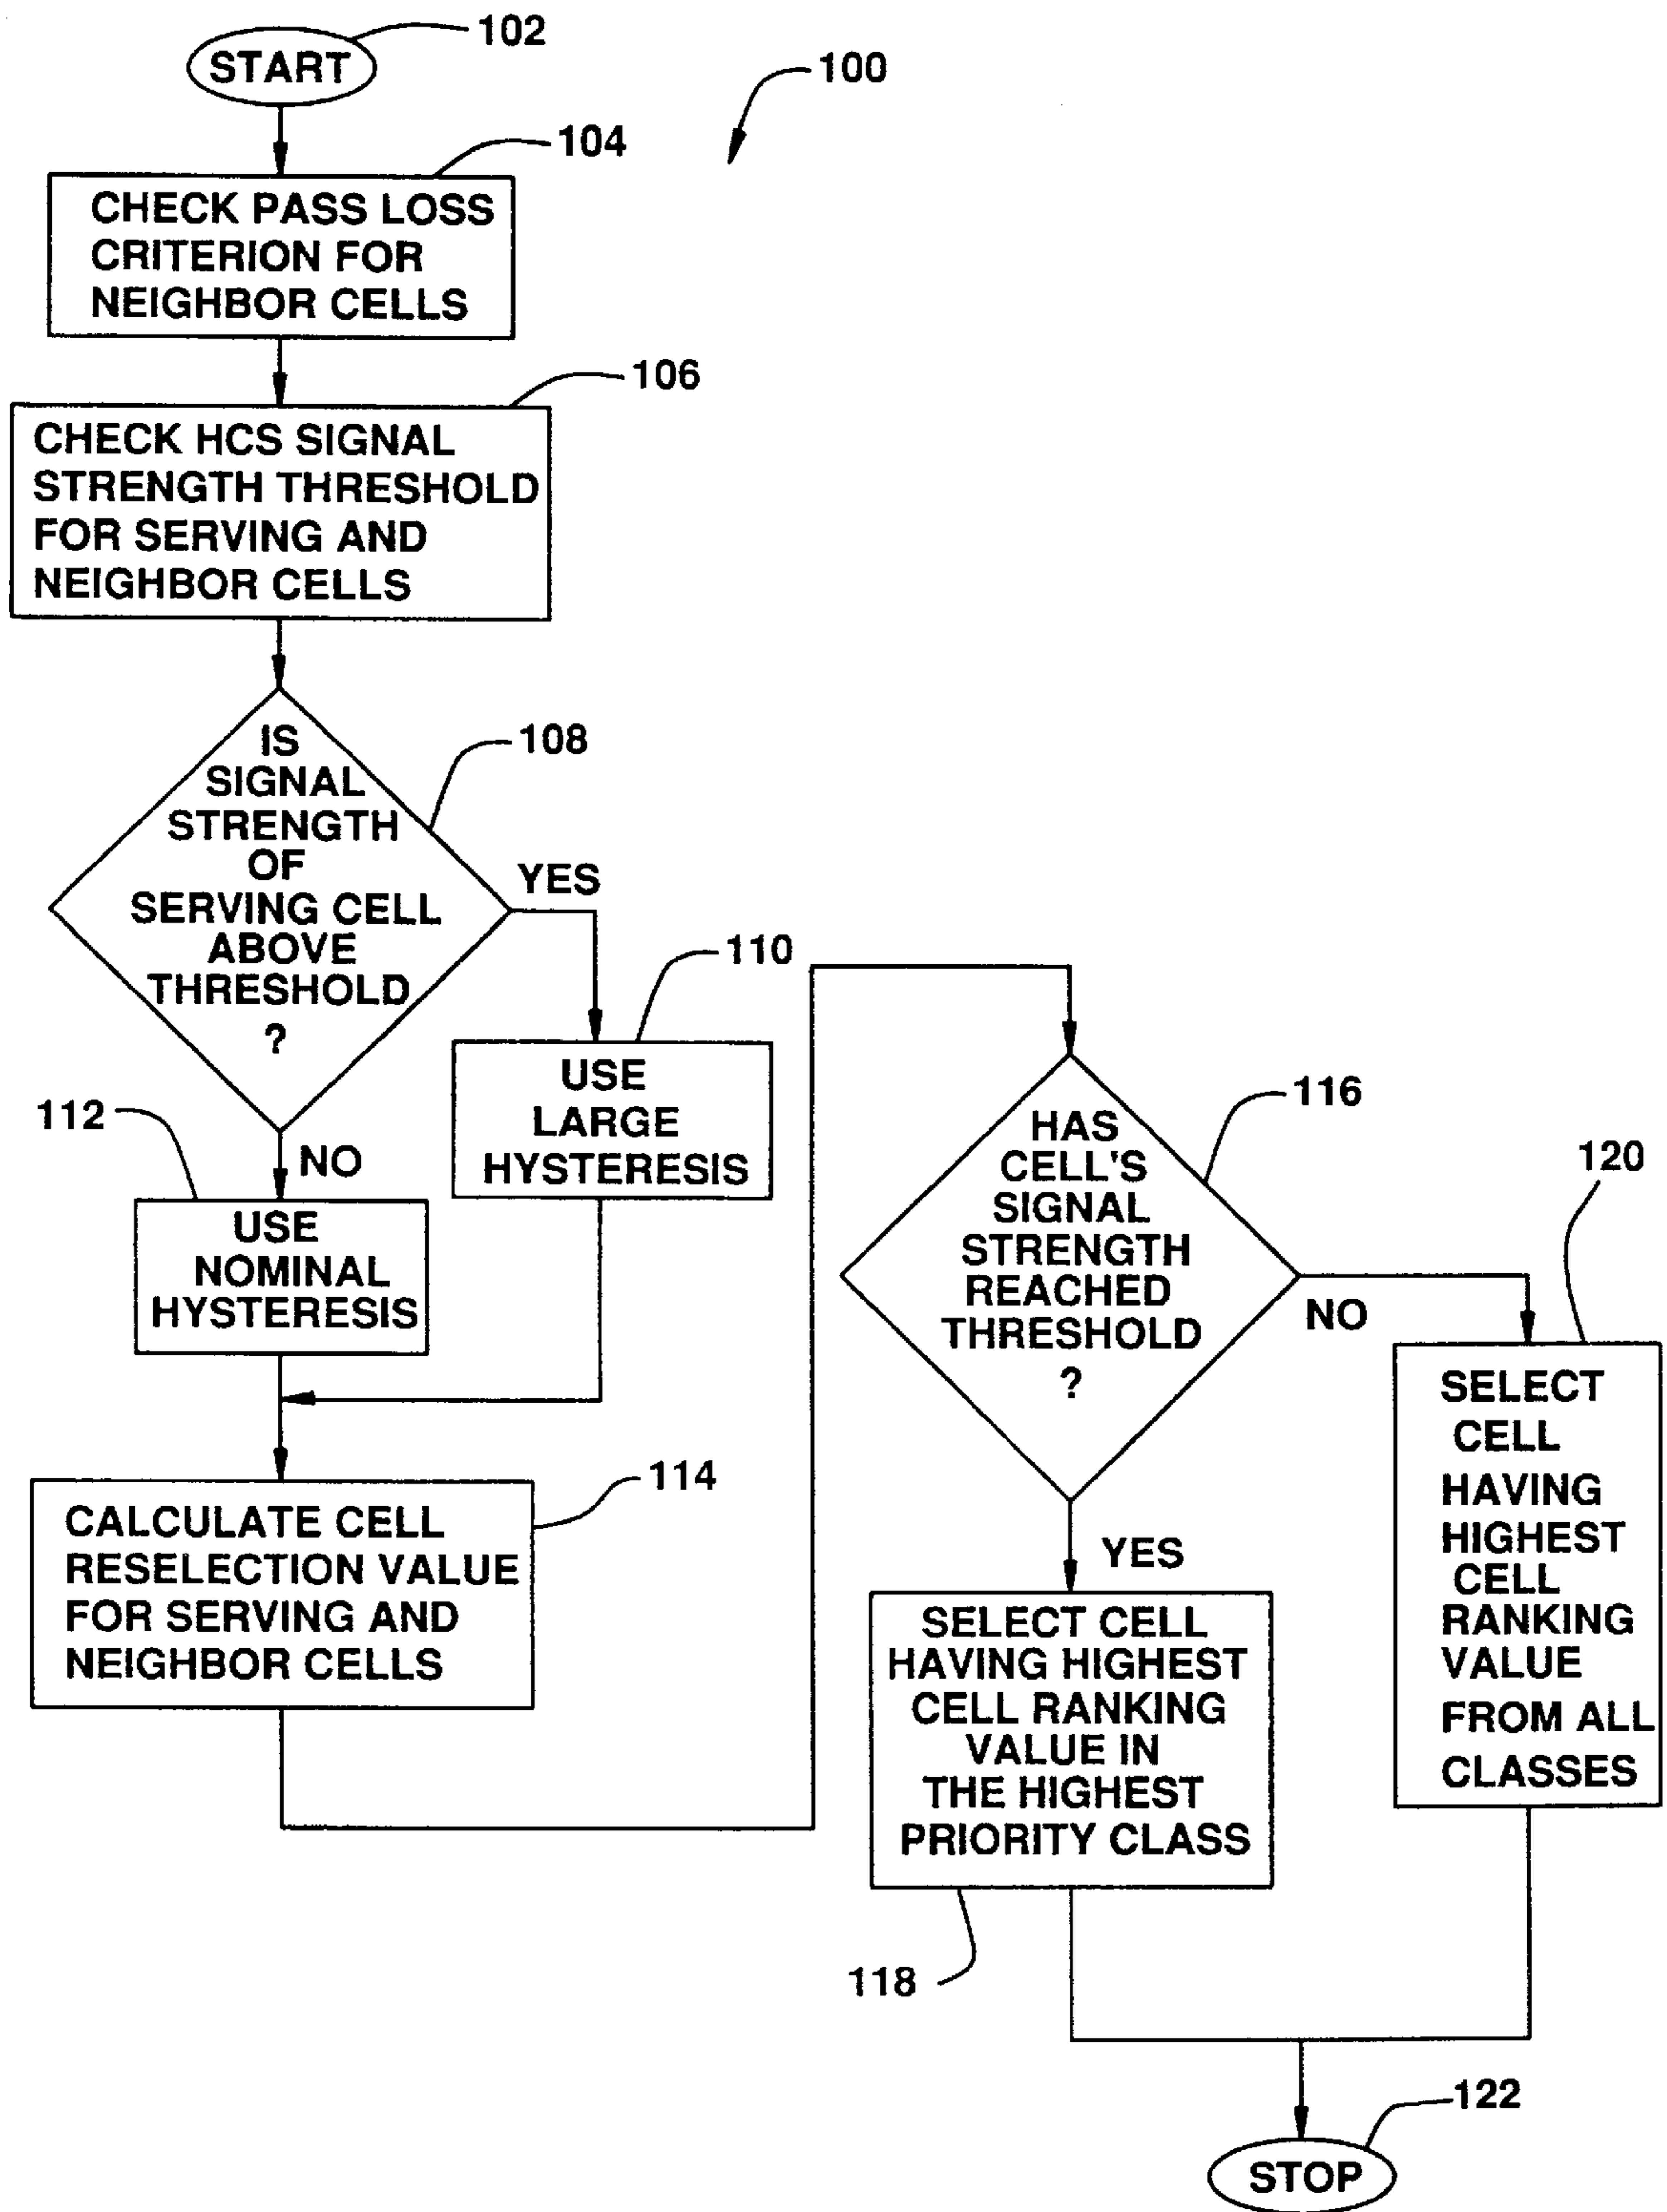 START
102
100
104
CHECK PASS LOSS
CRITERION FOR
NEIGHBOR CELLS
106
CHECK HCS SIGNAL
STRENGTH THRESHOLD
FOR SERVING AND
NEIGHBOR CELLS
108
IS
SIGNAL
STRENGTH
OF
SERVING CELL
ABOVE
THRESHOLD
?
YES
110
USE
LARGE
HYSTERESIS
112
NO
USE
NOMINAL
HYSTERESIS
114
CALCULATE CELL
RESELECTION VALUE
FOR SERVING AND
NEIGHBOR CELLS
116
HAS
CELL'S
SIGNAL
STRENGTH
REACHED
THRESHOLD
?
NO
120
SELECT
CELL
HAVING
HIGHEST
CELL
RANKING
VALUE
FROM ALL
CLASSES
YES
SELECT CELL
HAVING HIGHEST
CELL RANKING
VALUE IN
THE HIGHEST
PRIORITY CLASS
118
122
STOP